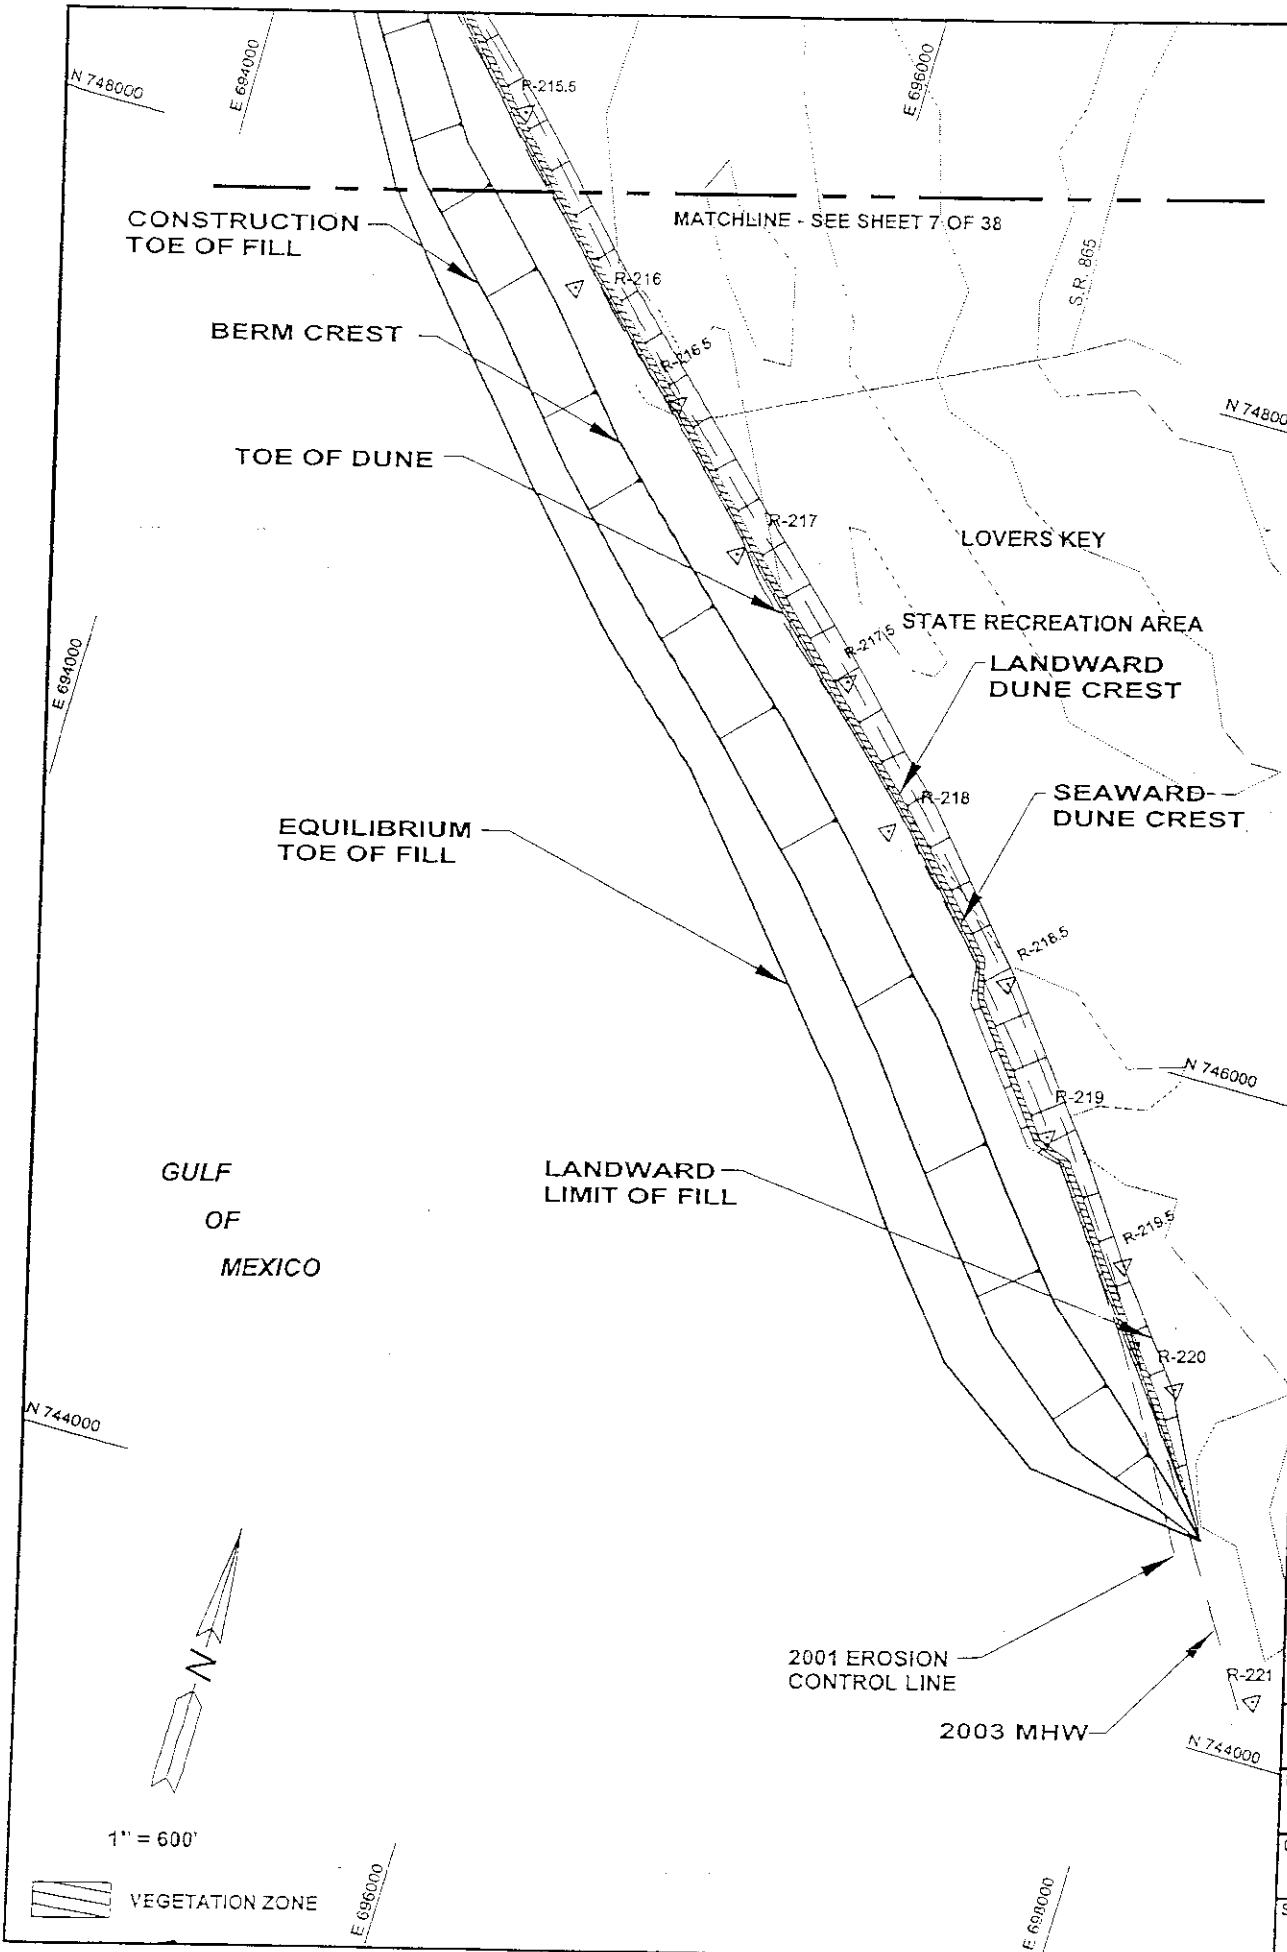 N 748000
E 694000
R-215.5
E 696000
CONSTRUCTION
TOE OF FILL
MATCHLINE - SEE SHEET 7 OF 38
S.R. 865
R-216
BERM CREST
R-216.5
N 74800
TOE OF DUNE
R-217
LOVERS KEY
E 694000
STATE RECREATION AREA
R-217.5
LANDWARD
DUNE CREST
R-218
SEAWARD
DUNE CREST
EQUILIBRIUM
TOE OF FILL
R-218.5
N 746000
R-219
GULF
OF
MEXICO
LANDWARD
LIMIT OF FILL
R-219.5
R-220
N 744000
N
2001 EROSION
CONTROL LINE
R-221
2003 MHW
N 744000
1" = 600'
VEGETATION ZONE
E 696000
E 698000